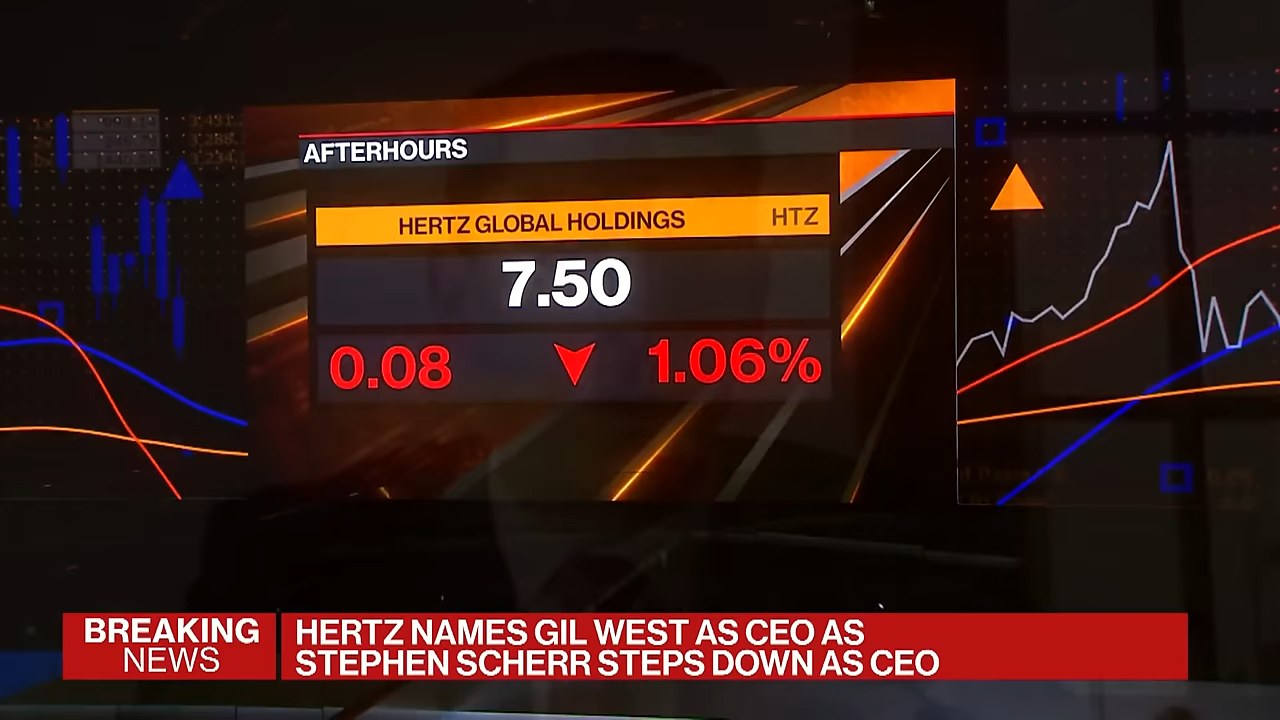 AFTERHOURS
HERTZ GLOBAL HOLDINGS HTZ
7.50
0.08 1.06%
BREAKING
NEWS
HERTZ NAMES GIL WEST AS CEO AS
STEPHEN SCHERR STEPS DOWN AS CEO